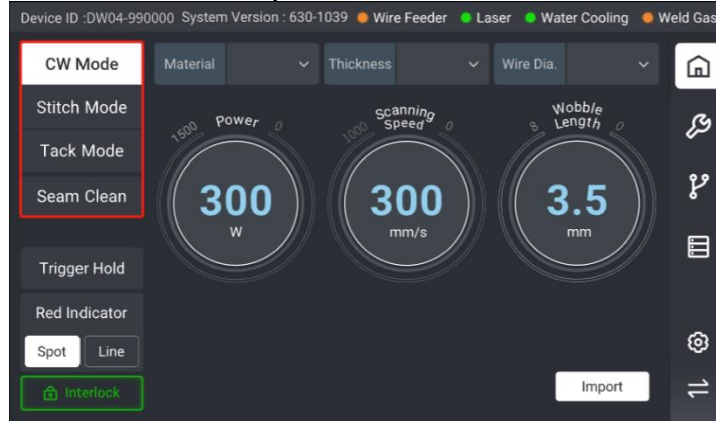 Device ID :DW04-990000 System Version : 630-1039 Wire Feeder Laser Water Cooling Weld Gas
CW Mode
Stitch Mode
Tack Mode
Seam Clean
Trigger Hold
Red Indicator
Spot Line
Interlock
Material Thickness Wire Dia.
1500 Power 0
300
W
1000 Scanning Speed 0
300
mm/s
8 Wobble Length 0
3.5
mm
Import